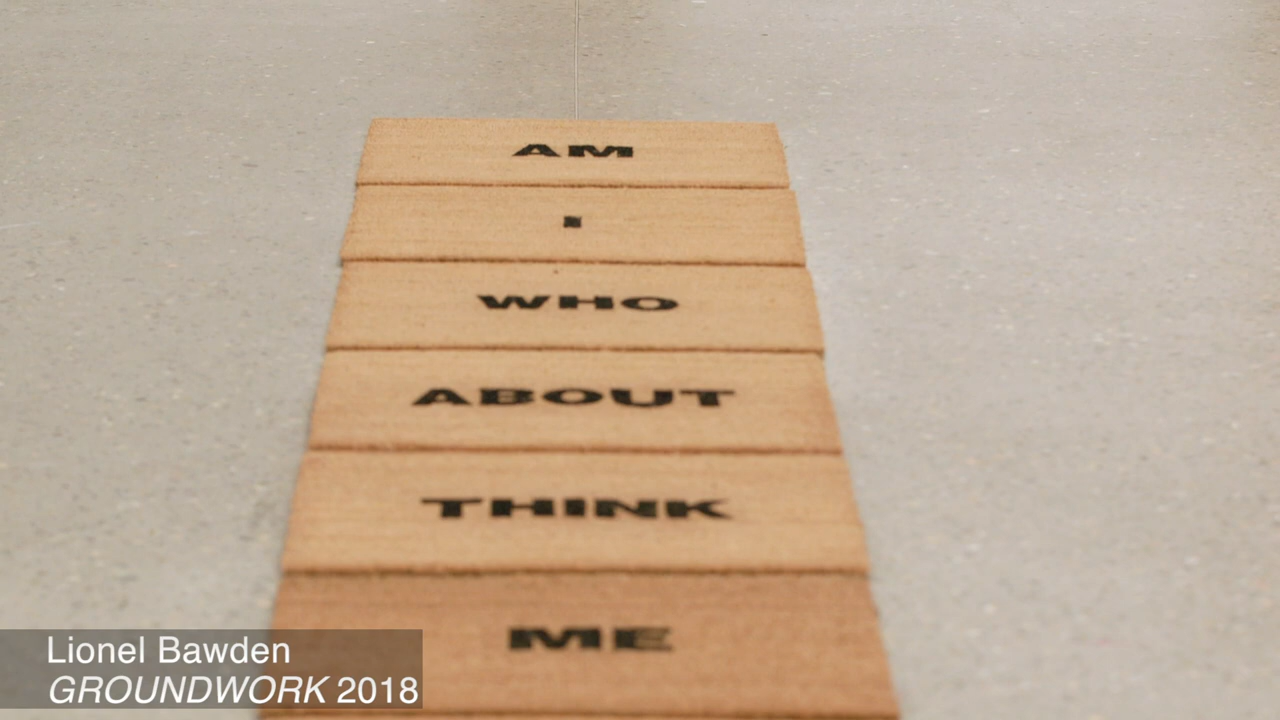 AM
I
WHO
ABOUT
THINK
ME
Lionel Bawden
GROUNDWORK 2018